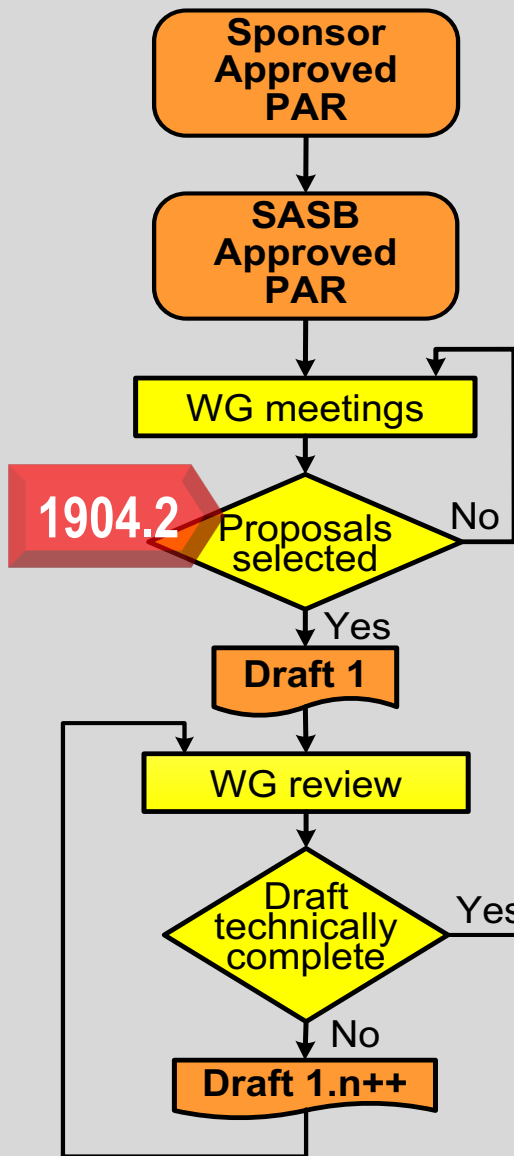 Sponsor
Approved
PAR
SASB
Approved
PAR
WG meetings
1904.2
Proposals
selected
No
Yes
Draft 1
WG review
Draft
technically
complete
Yes
No
Draft 1.n++